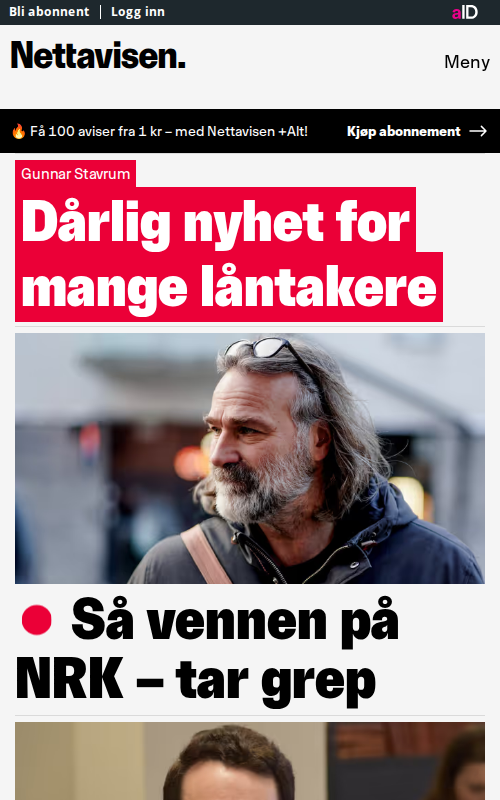 Bli abonnent | Logg inn
aID
Nettavisen.
Meny
🔥 Få 100 aviser fra 1 kr – med Nettavisen +Alt!
Kjøp abonnement →
Gunnar Stavrum
Dårlig nyhet for
mange låntakere
Så vennen på
NRK – tar grep